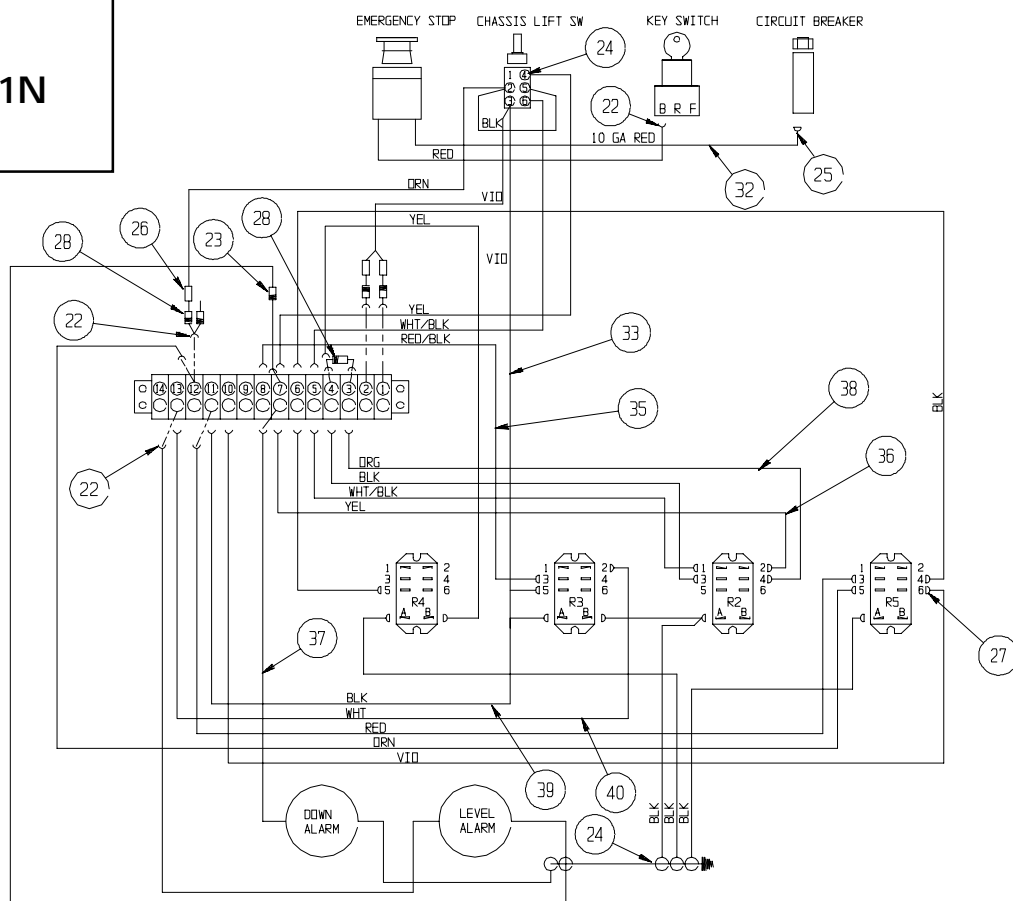 1N
EMERGENCY STOP
CHASSIS LIFT SW
KEY SWITCH
CIRCUIT BREAKER
24
1 4
2 5
3 6
BLK
B R F
22
10 GA RED
RED
32
25
ORN
VIO
YEL
28
26
23
28
VIO
22
YEL
WHT/BLK
RED/BLK
33
14 13 12 11 10 9 8 7 6 5 4 3 2 1
35
38
BLK
22
ORG
BLK
WHT/BLK
YEL
36
1 2
3 4
5 6
R4
A B
1 2
3 4
5 6
R3
A B
1 2
3 4
5 6
R2
A B
1 2
3 4
5 6
R5
A B
37
27
BLK
WHT
RED
ORN
VIO
39
40
DOWN
ALARM
LEVEL
ALARM
BLK
BLK
BLK
24